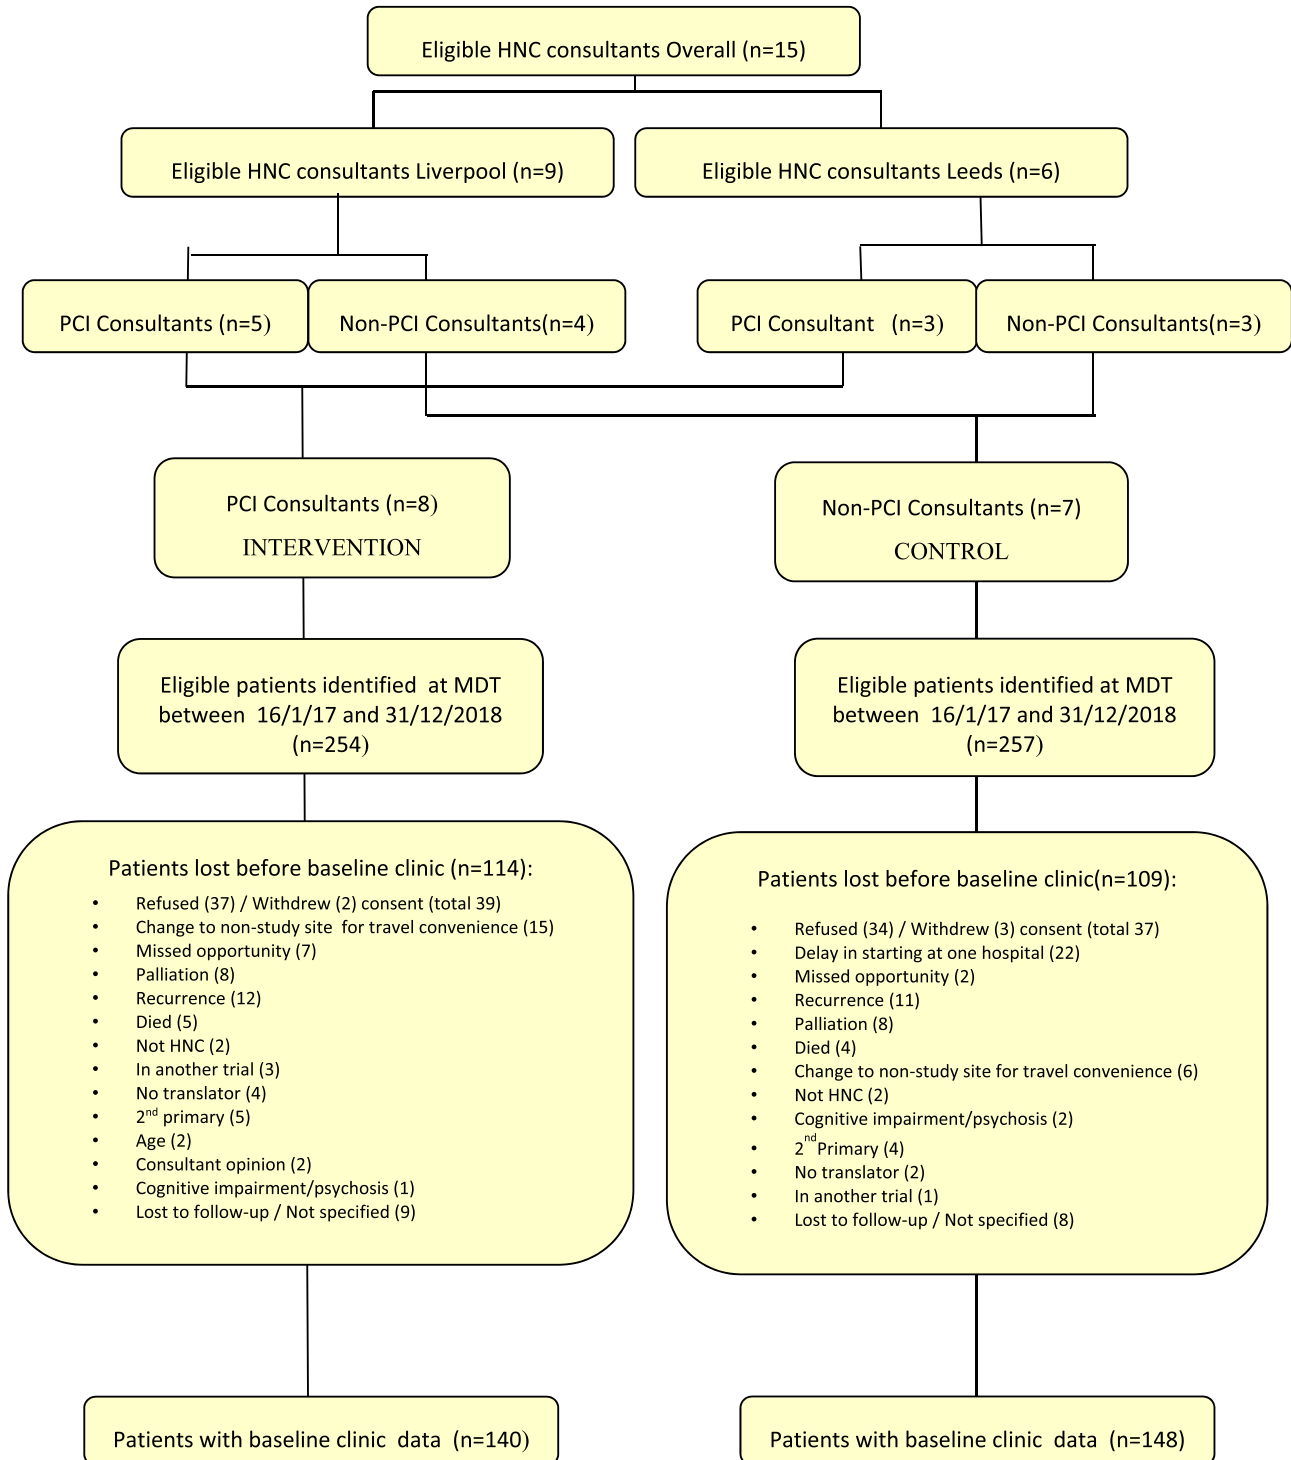 Eligible HNC consultants Overall (n=15)
Eligible HNC consultants Liverpool (n=9)
Eligible HNC consultants Leeds (n=6)
PCI Consultants (n=5)
Non-PCI Consultants(n=4)
PCI Consultant (n=3)
Non-PCI Consultants(n=3)
PCI Consultants (n=8)
INTERVENTION
Non-PCI Consultants (n=7)
CONTROL
Eligible patients identified at MDT
between 16/1/17 and 31/12/2018
(n=254)
Eligible patients identified at MDT
between 16/1/17 and 31/12/2018
(n=257)
Patients lost before baseline clinic (n=114):
• Refused (37) / Withdrew (2) consent (total 39)
• Change to non-study site for travel convenience (15)
• Missed opportunity (7)
• Palliation (8)
• Recurrence (12)
• Died (5)
• Not HNC (2)
• In another trial (3)
• No translator (4)
• 2nd primary (5)
• Age (2)
• Consultant opinion (2)
• Cognitive impairment/psychosis (1)
• Lost to follow-up / Not specified (9)
Patients lost before baseline clinic(n=109):
• Refused (34) / Withdrew (3) consent (total 37)
• Delay in starting at one hospital (22)
• Missed opportunity (2)
• Recurrence (11)
• Palliation (8)
• Died (4)
• Change to non-study site for travel convenience (6)
• Not HNC (2)
• Cognitive impairment/psychosis (2)
• 2nd Primary (4)
• No translator (2)
• In another trial (1)
• Lost to follow-up / Not specified (8)
Patients with baseline clinic data (n=140)
Patients with baseline clinic data (n=148)